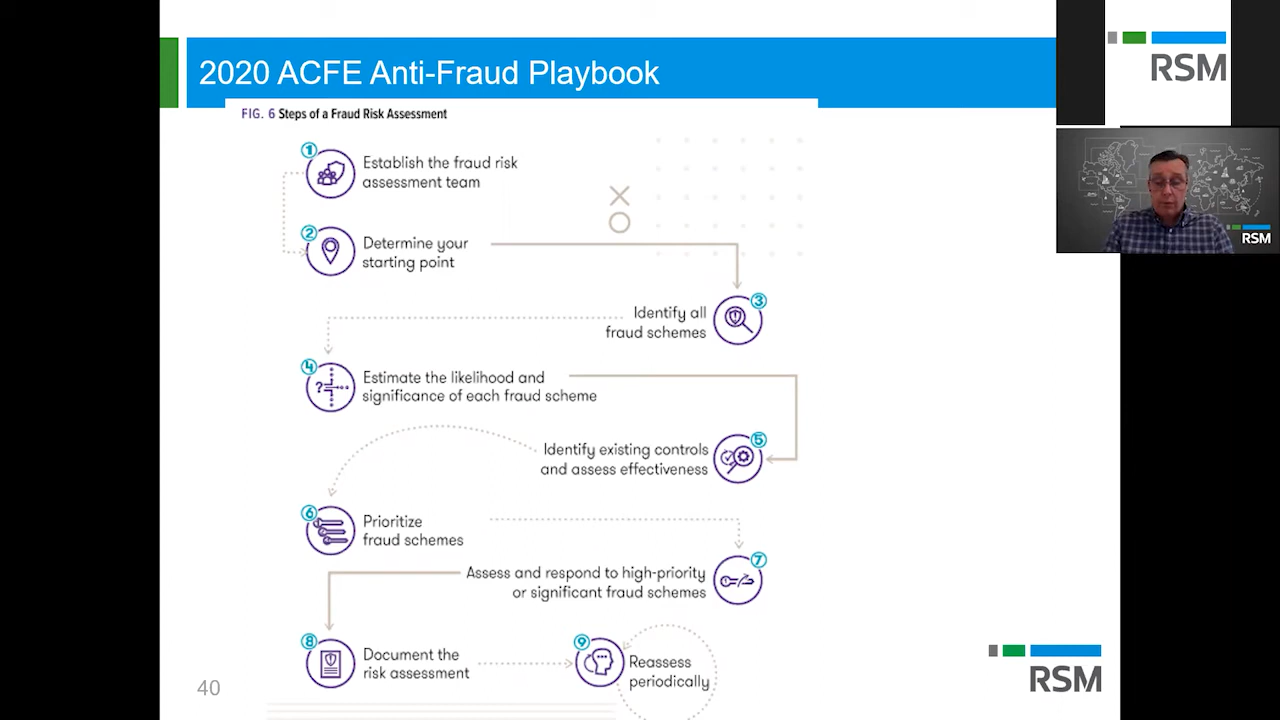 2020 ACFE Anti-Fraud Playbook
RSM
FIG. 6 Steps of a Fraud Risk Assessment
1
Establish the fraud risk
assessment team
2
Determine your
starting point
RSM
3
Identify all
fraud schemes
4
?
Estimate the likelihood and
significance of each fraud scheme
5
Identify existing controls
and assess effectiveness
6
Prioritize
fraud schemes
7
Assess and respond to high-priority
or significant fraud schemes
8
Document the
risk assessment
9
Reassess
periodically
40
RSM